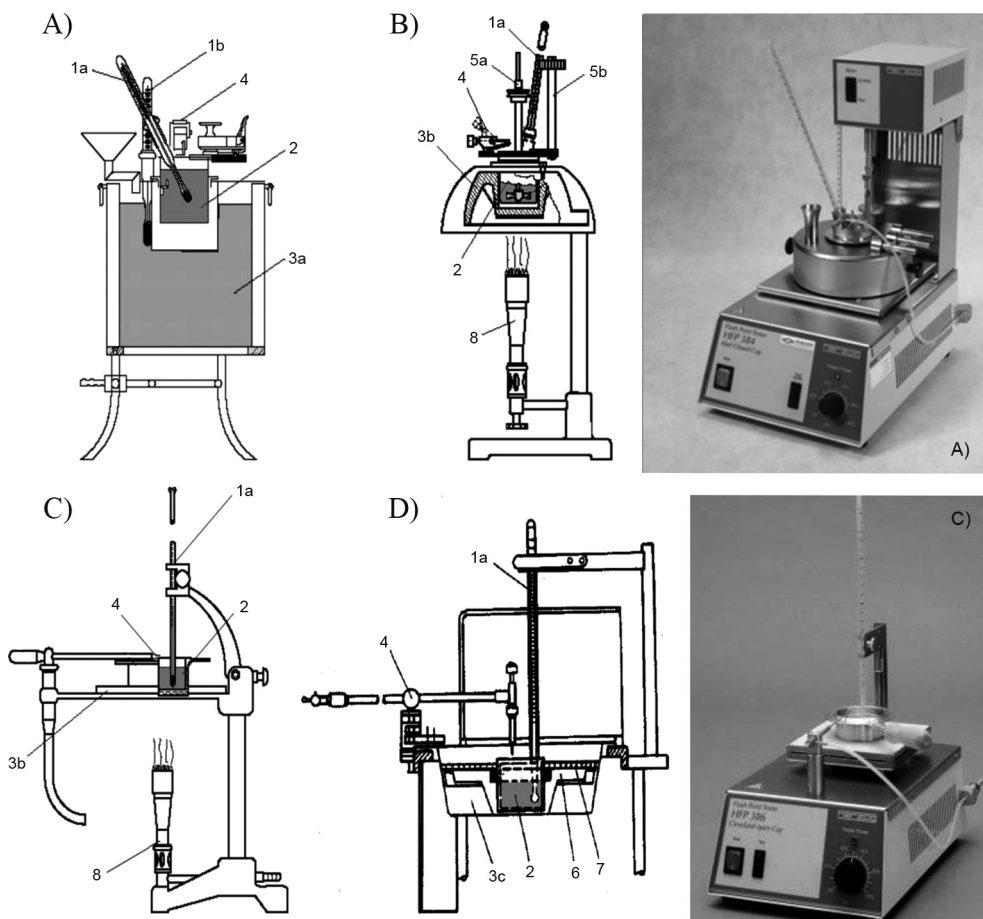 A)
1a
1b
4
2
3a
B)
1a
5a
4
5b
3b
2
8
Flash Point Tester
HFP 384
A)
C)
1a
4
2
3b
8
D)
1a
4
3c
2
6
7
C)
Flash Point Tester
HFP 386
Cleveland open Cup